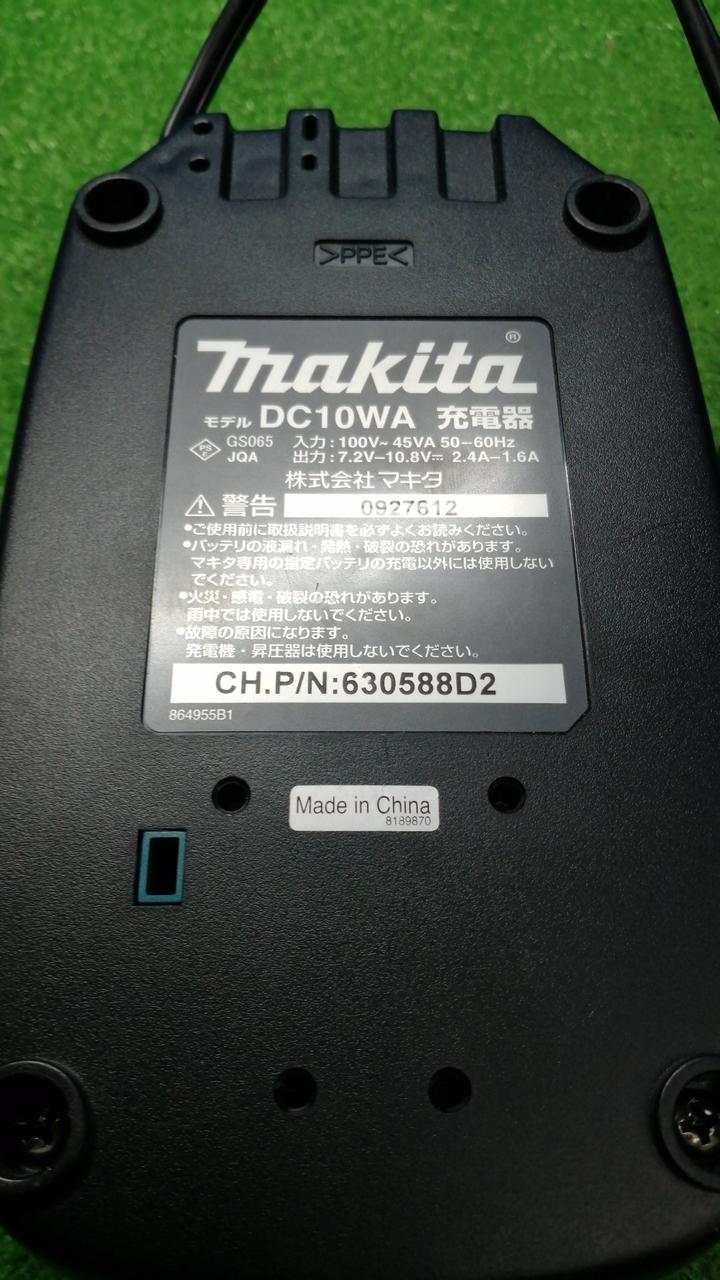 >PPE<
makita®
モデル DC10WA 充電器
PS E GS065 JQA 入力:100V~ 45VA 50-60Hz
出力:7.2V-10.8V⎓ 2.4A-1.6A
株式会社マキタ
⚠警告 0927612
•ご使用前に取扱説明書を必ずよくお読みください。
•バッテリの液漏れ・発熱・破裂の恐れがあります。
マキタ専用の指定バッテリの充電以外には使用しない
でください。
•火災・感電・破裂の恐れがあります。
雨中では使用しないでください。
•故障の原因になります。
発電機・昇圧器は使用しないでください。
CH.P/N:630588D2
864955B1
Made in China
8189870